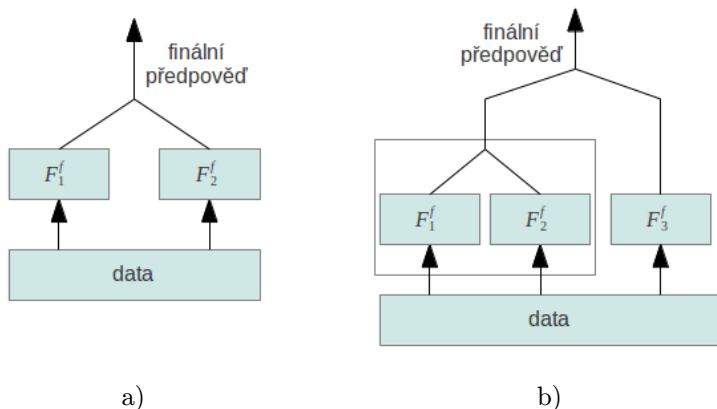 finální
předpověď
F_1^f
F_2^f
data
a)
finální
předpověď
F_1^f
F_2^f
F_3^f
data
b)